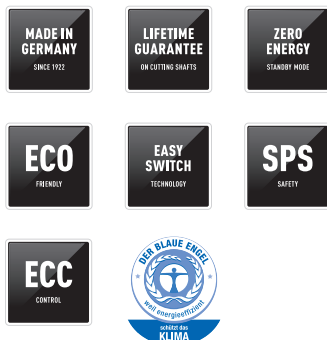 MADE IN
GERMANY
SINCE 1922
LIFETIME
GUARANTEE
ON CUTTING SHAFTS
ZERO
ENERGY
STANDBY MODE
ECO
FRIENDLY
EASY
SWITCH
TECHNOLOGY
SPS
SAFETY
ECC
CONTROL
DER BLAUE ENGEL
weil energieeffizient
schützt das
KLIMA